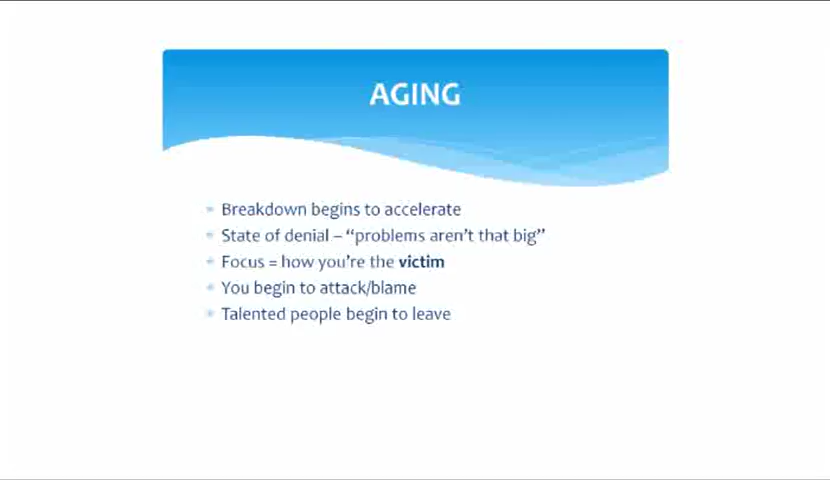 AGING
Breakdown begins to accelerate
State of denial – “problems aren’t that big”
Focus = how you’re the victim
You begin to attack/blame
Talented people begin to leave